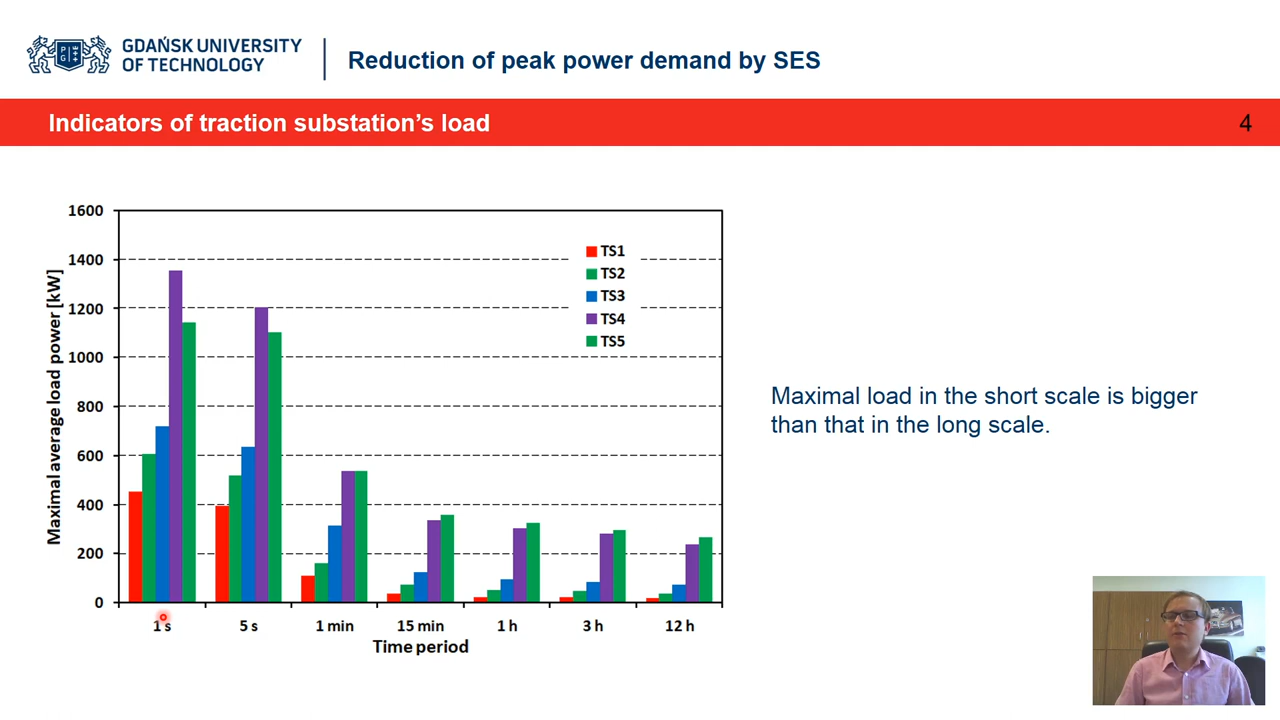 GDAŃSK UNIVERSITY
OF TECHNOLOGY
P W
G
Reduction of peak power demand by SES
Indicators of traction substation's load
4
1600
1400
1200
1000
800
600
400
200
0
Maximal average load power [kW]
TS1
TS2
TS3
TS4
TS5
1 s
5 s
1 min
15 min
1 h
3 h
12 h
Time period
Maximal load in the short scale is bigger
than that in the long scale.